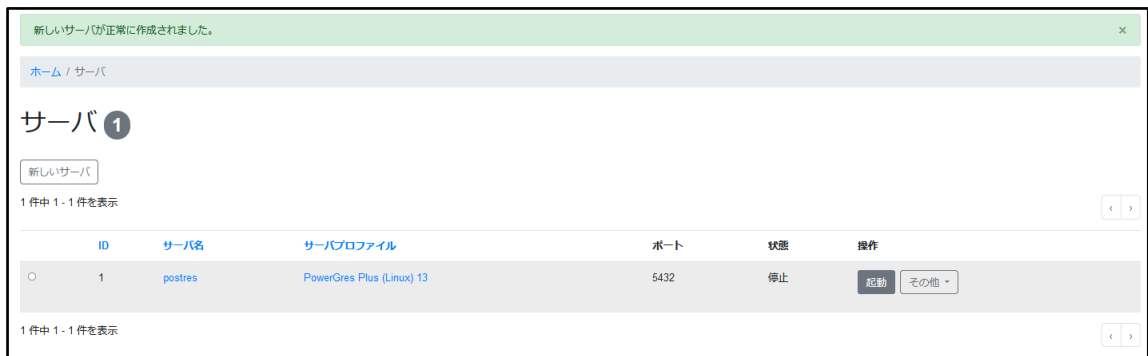 新しいサーバが正常に作成されました。 ×
ホーム / サーバ
サーバ 1
新しいサーバ
1 件中 1 - 1 件を表示 ‹ ›
ID サーバ名 サーバプロファイル ポート 状態 操作
1 postres PowerGres Plus (Linux) 13 5432 停止 起動 その他
1 件中 1 - 1 件を表示 ‹ ›